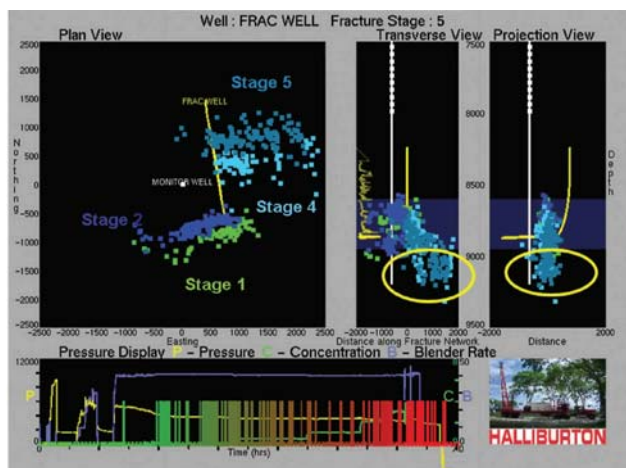 Well : FRAC WELL Fracture Stage : 5
Plan View
Transverse View
Projection View
2500
2000
1500
1000
500
0
-500
-1000
-1500
-2000
-2500
Northing
Stage 5
FRAC WELL
MONITOR WELL
Stage 4
Stage 2
Stage 1
-2500 -2000 -1500 -1000 -500 0 500 1000 1500 2000 2500
Easting
-2000 -1000 0 1000 2000
Distance along Fracture Network
7500
8000
8500
9000
9500
Depth
2000
Distance
Pressure Display P – Pressure C – Concentration B – Blender Rate
12000
P
0
C B
Time (hrs)
HALLIBURTON